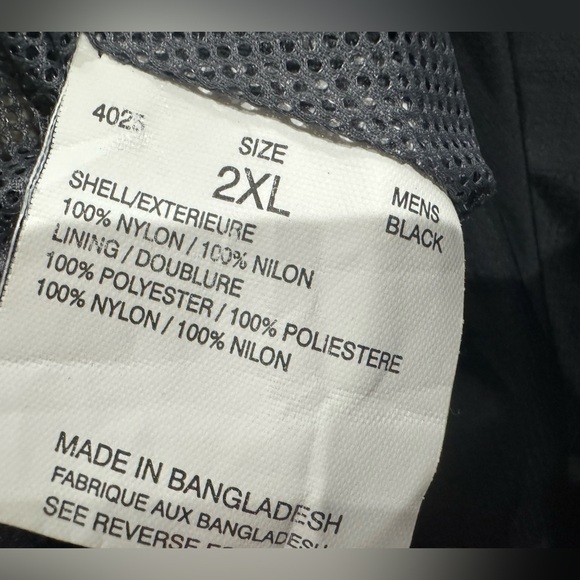 4025
SIZE
2XL
MENS
BLACK
SHELL/EXTERIEURE
100% NYLON / 100% NILON
LINING / DOUBLURE
100% POLYESTER / 100% POLIESTERE
100% NYLON / 100% NILON
MADE IN BANGLADESH
FABRIQUE AUX BANGLADESH
SEE REVERSE